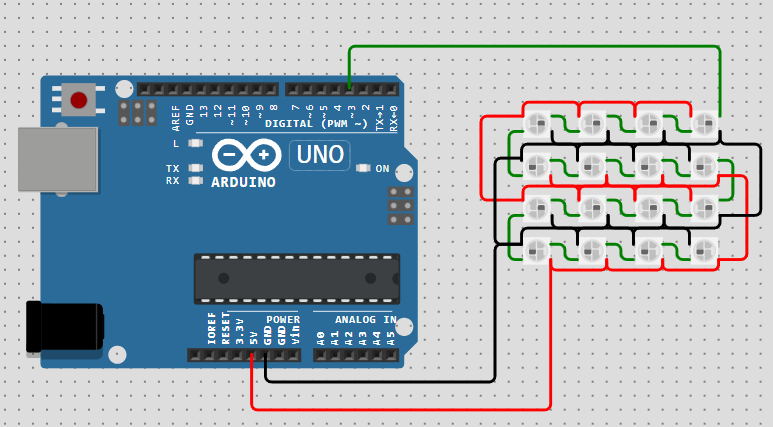 AREF
GND
13
12
~11
~10
~9
8
7
~6
~5
4
~3
2
TX→1
RX←0
DIGITAL (PWM ~)
L
TX
RX
UNO
ON
ARDUINO
IOREF
RESET
3.3V
5V
GND
GND
Vin
POWER
ANALOG IN
A0
A1
A2
A3
A4
A5